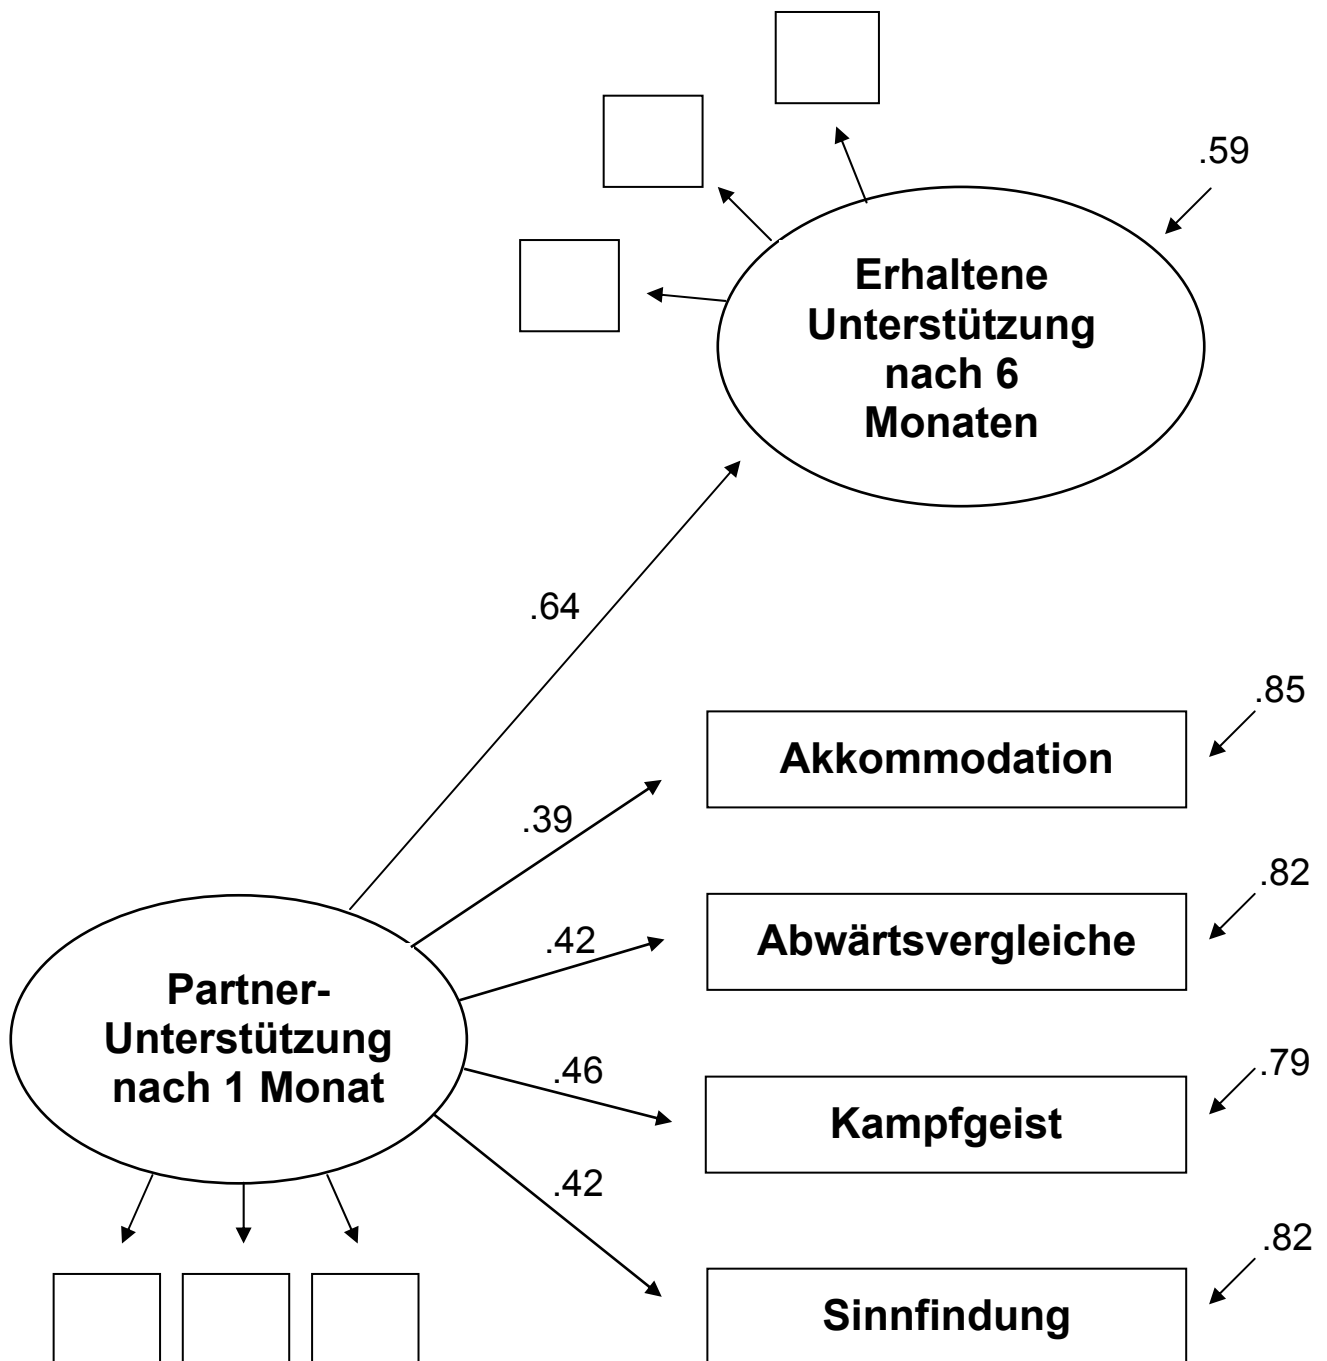 .59
Erhaltene
Unterstützung
nach 6
Monaten
.64
.85
Akkommodation
.39
.82
Abwärtsvergleiche
.42
Partner-
Unterstützung
nach 1 Monat
.79
.46
Kampfgeist
.42
.82
Sinnfindung